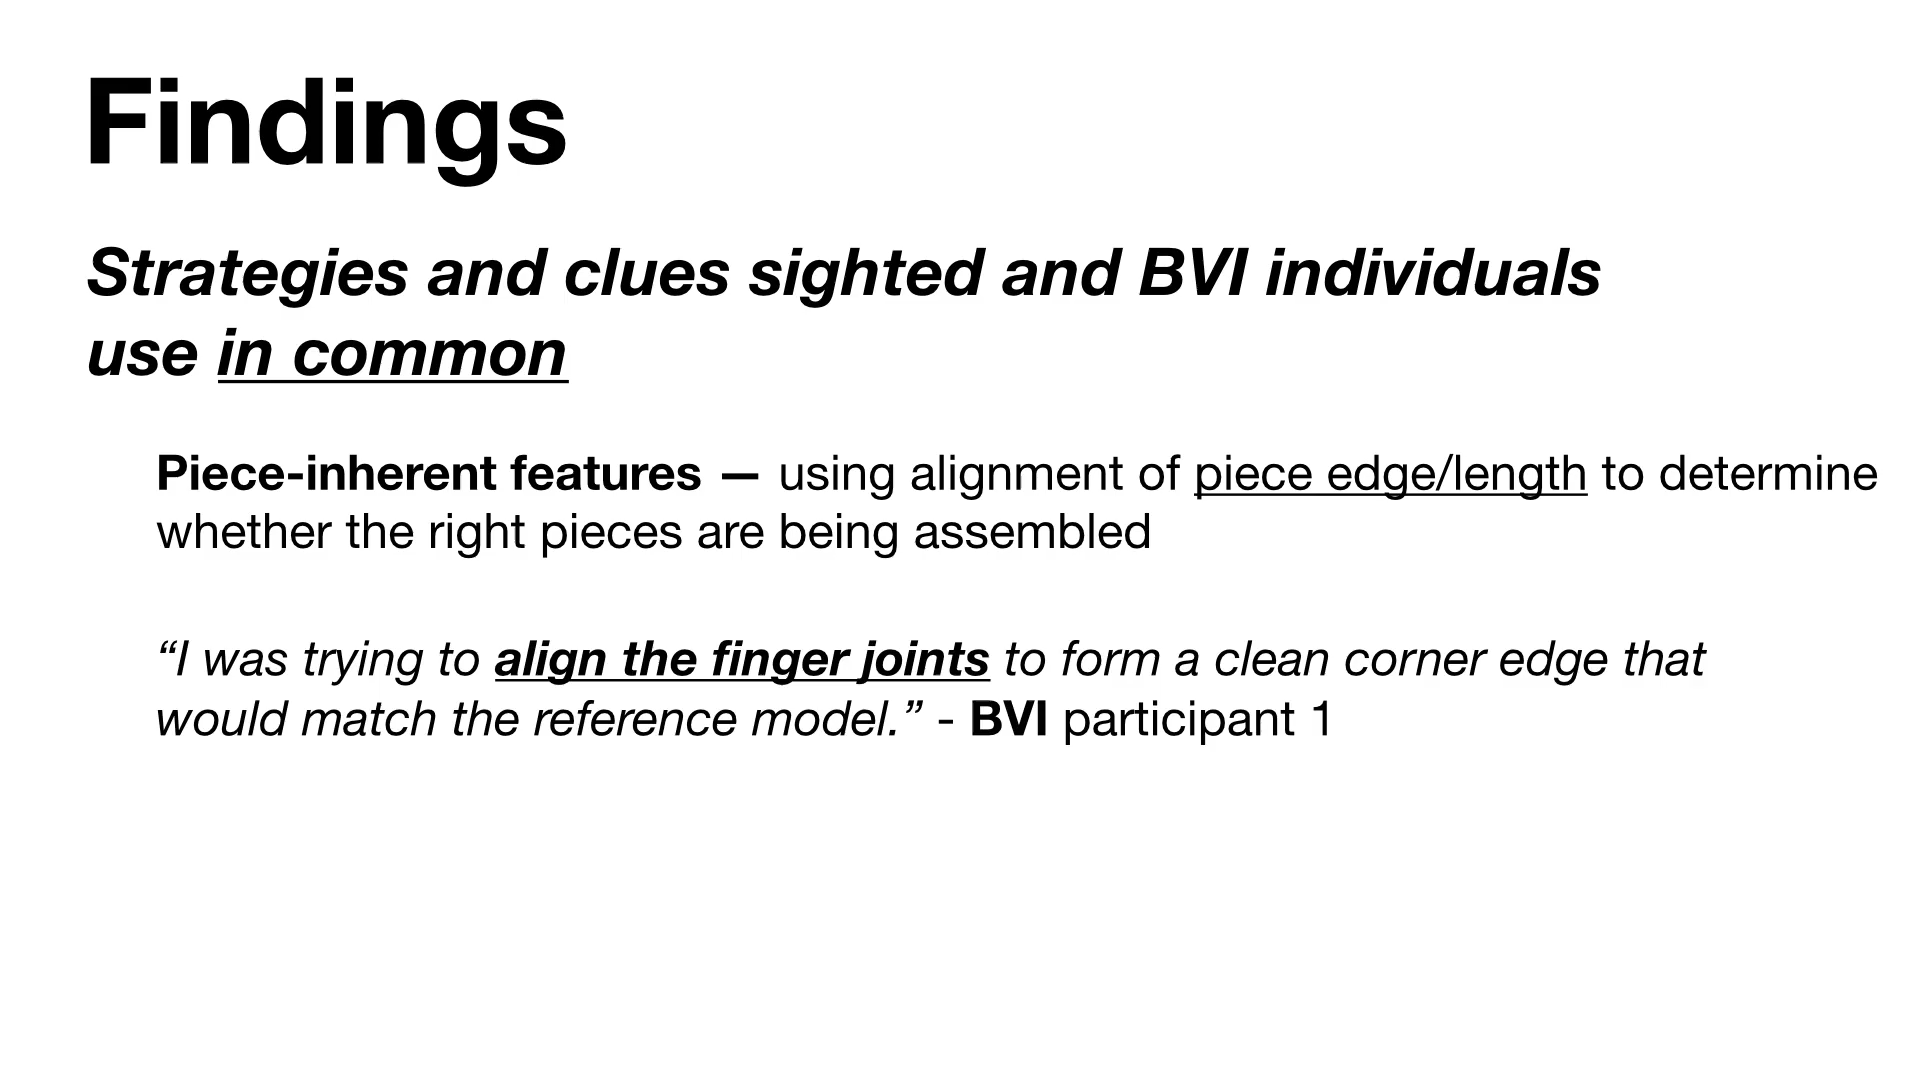 Findings
Strategies and clues sighted and BVI individuals
use in common
Piece-inherent features — using alignment of piece edge/length to determine
whether the right pieces are being assembled
“I was trying to align the finger joints to form a clean corner edge that
would match the reference model.” - BVI participant 1